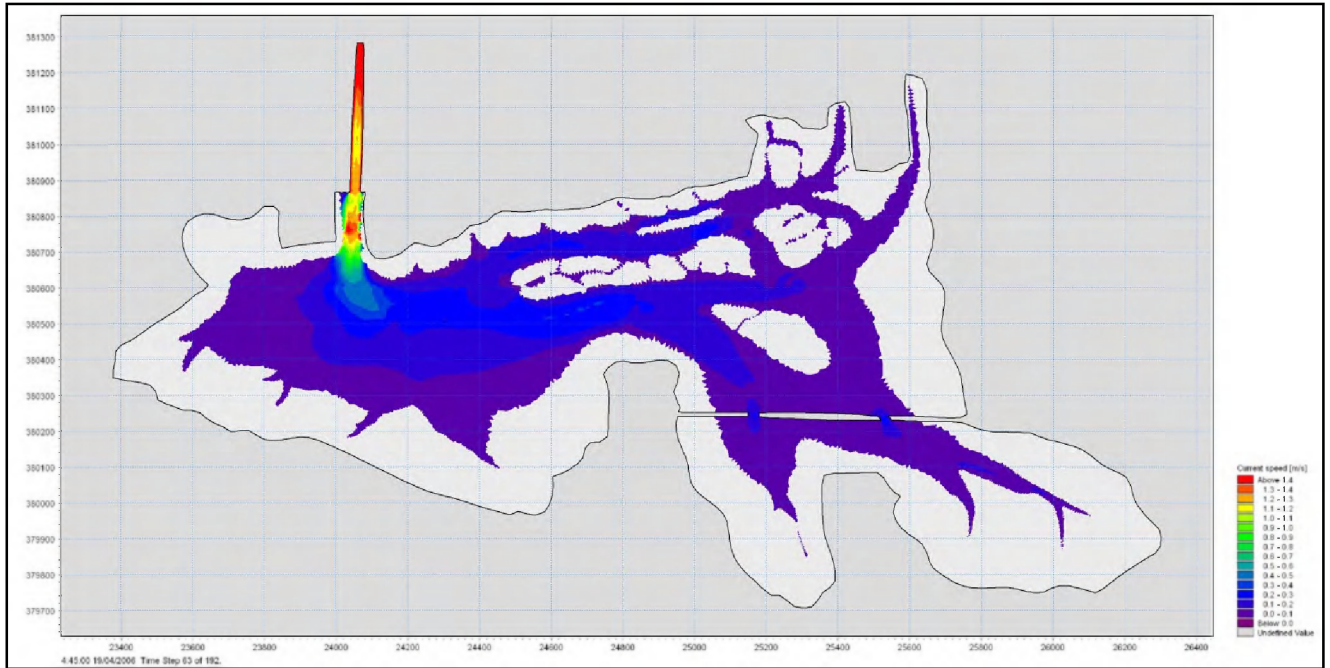 381300
381200
381100
381000
380900
380800
380700
380600
380500
380400
380300
380200
380100
380000
379900
379800
379700
23400 23600 23800 24000 24200 24400 24600 24800 25000 25200 25400 25600 25800 26000 26200 26400
4:45:00 19/04/2006 Time Step 63 of 192.
Current speed [m/s]
Above 1.4
1.3 - 1.4
1.2 - 1.3
1.1 - 1.2
1.0 - 1.1
0.9 - 1.0
0.8 - 0.9
0.7 - 0.8
0.6 - 0.7
0.5 - 0.6
0.4 - 0.5
0.3 - 0.4
0.2 - 0.3
0.1 - 0.2
0.0 - 0.1
Below 0.0
Undefined Value